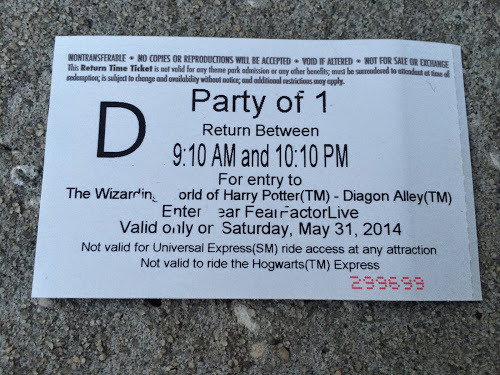 NONTRANSFERABLE • NO COPIES OR REPRODUCTIONS WILL BE ACCEPTED • VOID IF ALTERED • NOT FOR SALE OR EXCHANGE
This Return Time Ticket is not valid for any theme park admission or any other benefits; must be surrendered to attendant at time of
redemption; is subject to change and availability without notice; and additional restrictions may apply.
D
Party of 1
Return Between
9:10 AM and 10:10 PM
For entry to
The Wizarding World of Harry Potter(TM) - Diagon Alley(TM)
Enter near FearFactorLive
Valid only on Saturday, May 31, 2014
Not valid for Universal Express(SM) ride access at any attraction
Not valid to ride the Hogwarts(TM) Express
299699